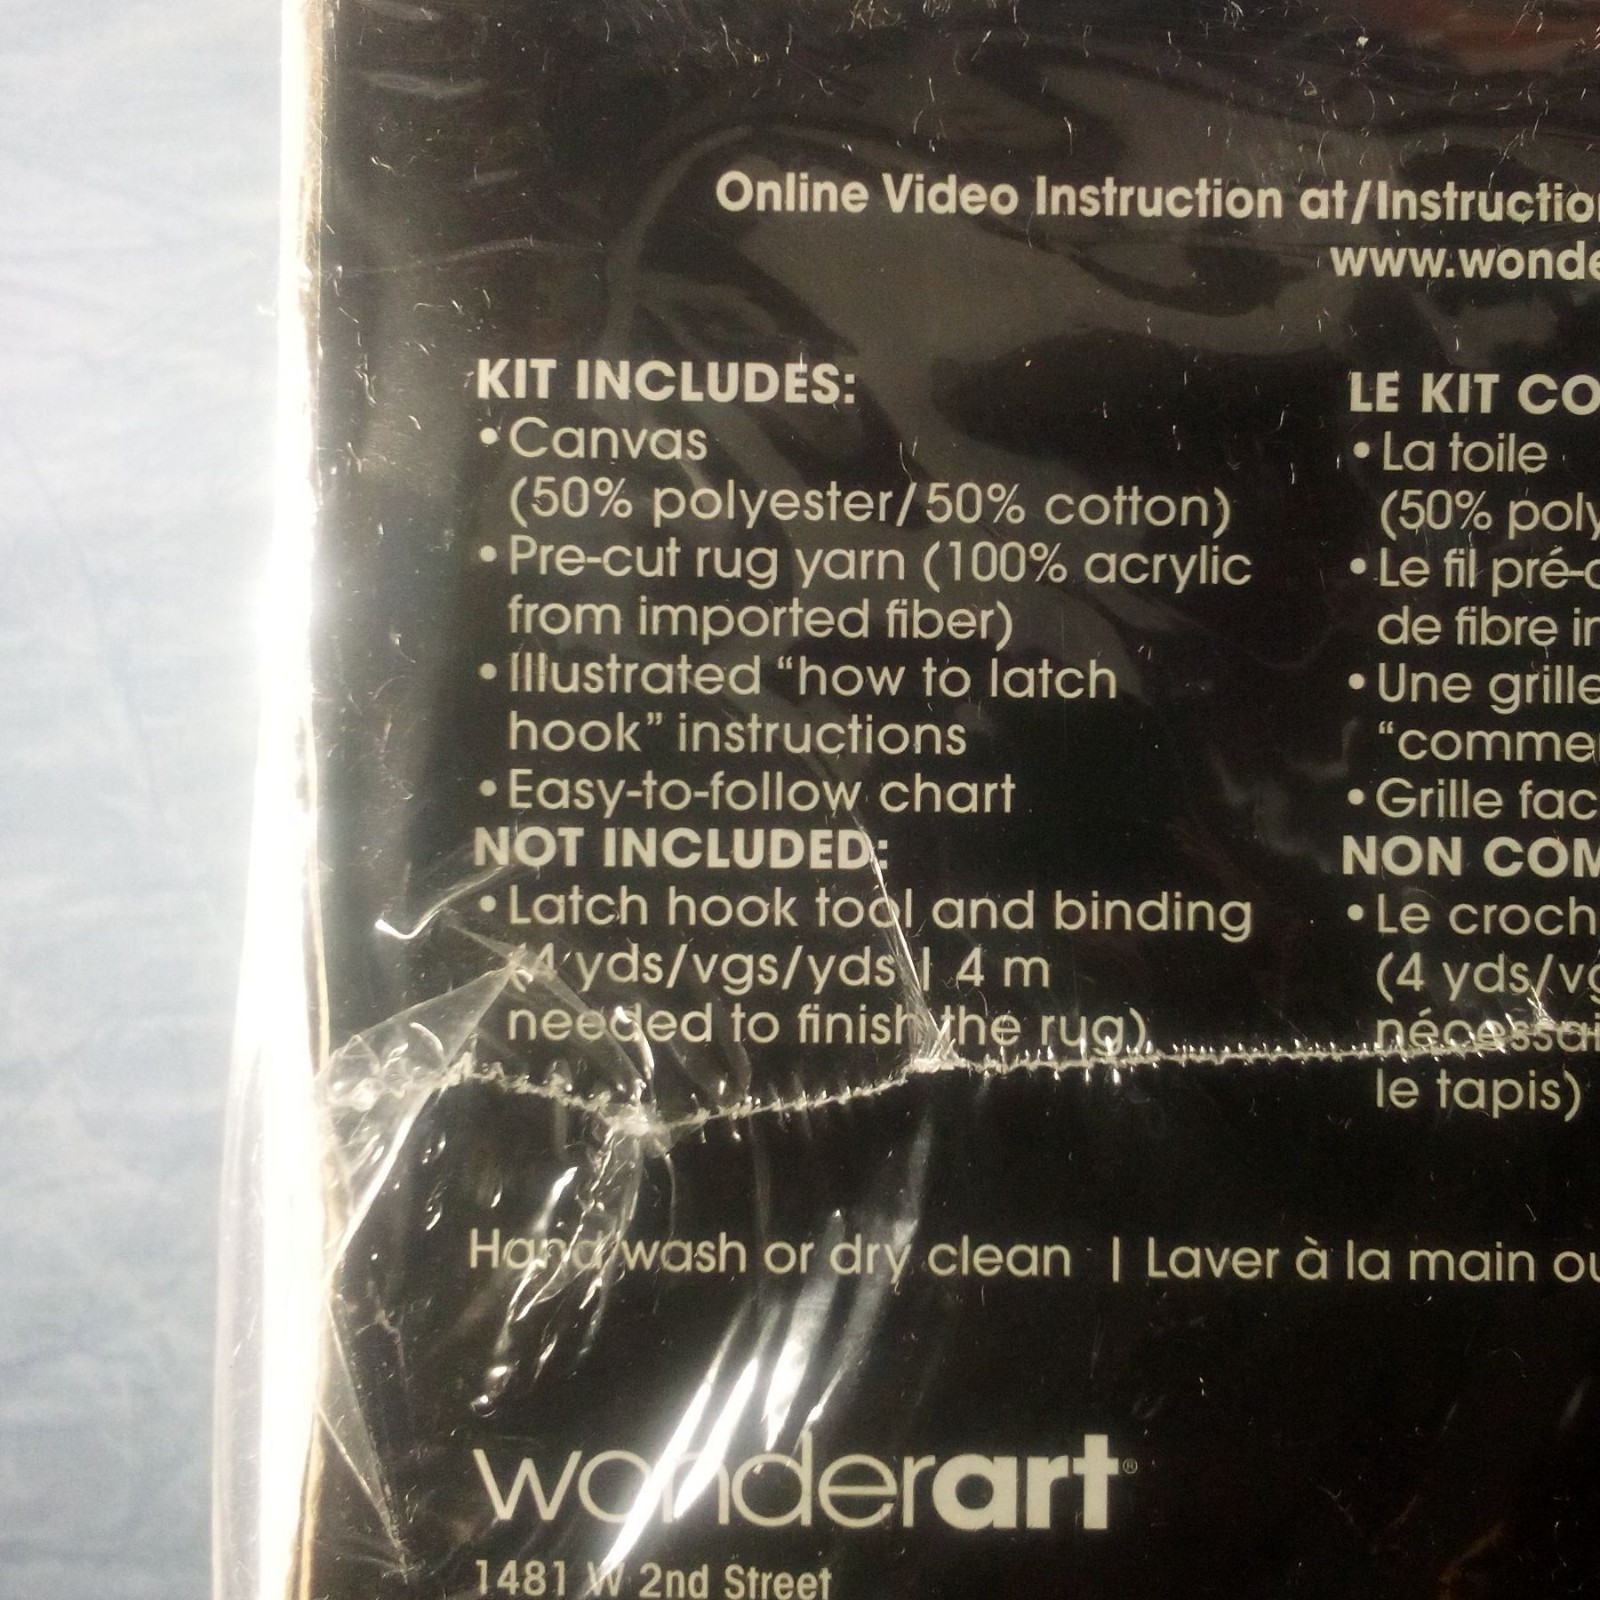 Online Video Instruction at/Instructio
www.wonde
KIT INCLUDES:
• Canvas
(50% polyester/50% cotton)
• Pre-cut rug yarn (100% acrylic
from imported fiber)
• Illustrated “how to latch
hook” instructions
• Easy-to-follow chart
NOT INCLUDED:
• Latch hook tool and binding
(4 yds/vgs/yds | 4 m
needed to finish the rug)
LE KIT CO
• La toile
(50% poly
• Le fil pré-c
de fibre in
• Une grille
“commen
• Grille fac
NON COM
• Le croch
(4 yds/vg
nécessai
le tapis)
Hand wash or dry clean | Laver à la main ou
wonderart®
1481 W 2nd Street